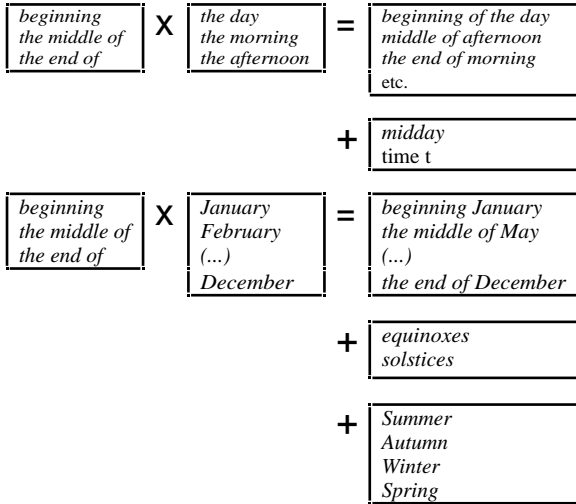 beginning
the middle of
the end of
X
the day
the morning
the afternoon
=
beginning of the day
middle of afternoon
the end of morning
etc.
+
midday
time t
beginning
the middle of
the end of
X
January
February
(...)
December
=
beginning January
the middle of May
(...)
the end of December
+
equinoxes
solstices
+
Summer
Autumn
Winter
Spring